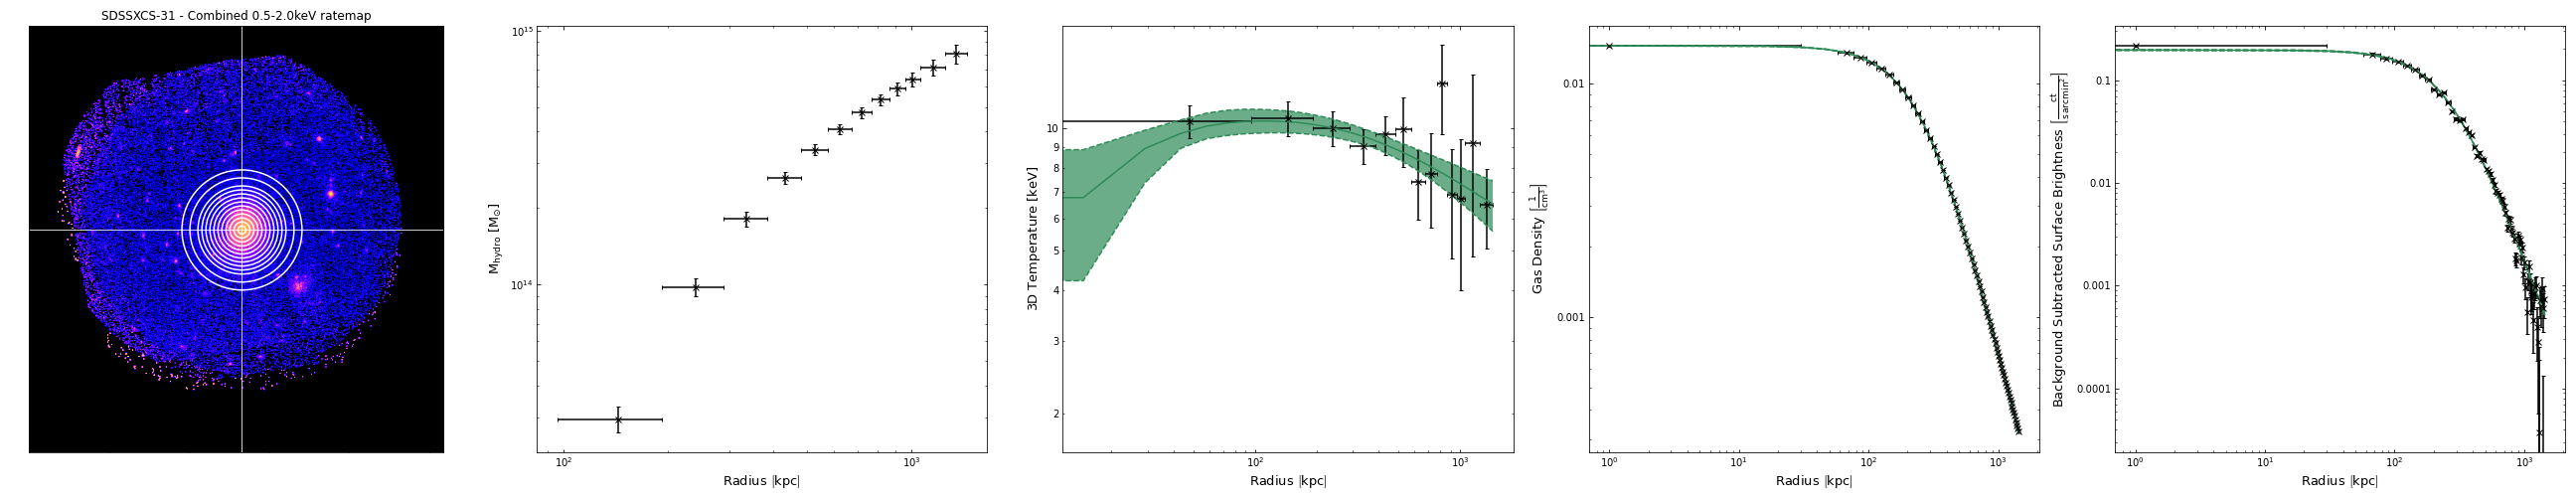 SDSSXCS-31 - Combined 0.5-2.0keV ratemap
M_hydro [M_⊙]
10^15
10^14
10^2 10^3
Radius [kpc]
3D Temperature [keV]
10
9
8
7
6
5
4
3
2
10^2 10^3
Radius [kpc]
Gas Density [1/cm^3]
0.01
0.001
10^0 10^1 10^2 10^3
Radius [kpc]
Background Subtracted Surface Brightness [ct/s arcmin^2]
0.1
0.01
0.001
0.0001
10^0 10^1 10^2 10^3
Radius [kpc]